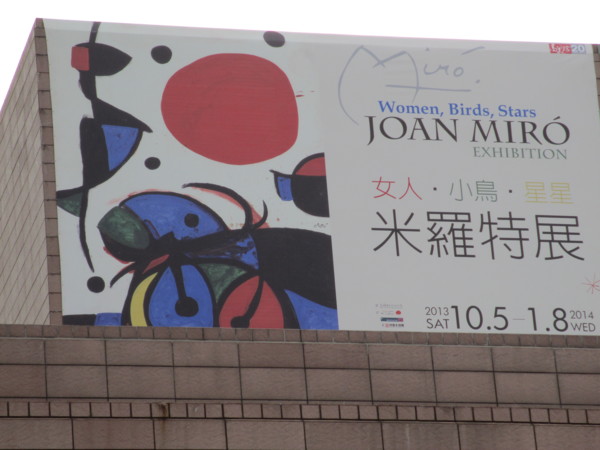 Miró.
Women, Birds, Stars
JOAN MIRÓ
EXHIBITION
女人・小鳥・星星
米羅特展
2013 SAT 10.5-1.8 2014 WED